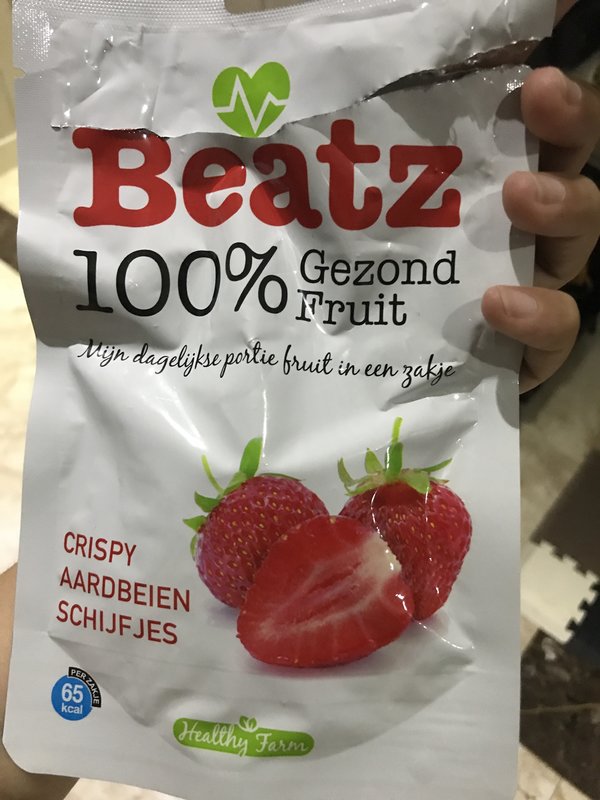 Beatz
100% Gezond
Fruit
Mijn dagelijkse portie fruit in een zakje
CRISPY
AARDBEIEN
SCHIJFJES
PER ZAKJE
65
kcal
Healthy Farm